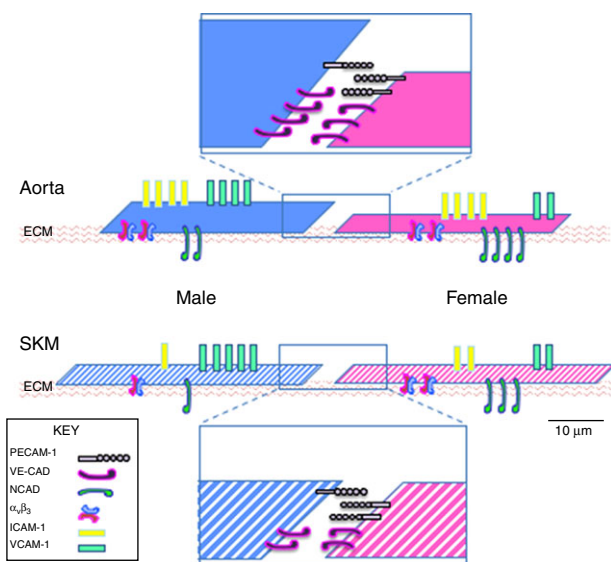 Aorta
ECM
Male Female
SKM
ECM
10 μm
KEY
PECAM-1
VE-CAD
NCAD
αvβ3
ICAM-1
VCAM-1